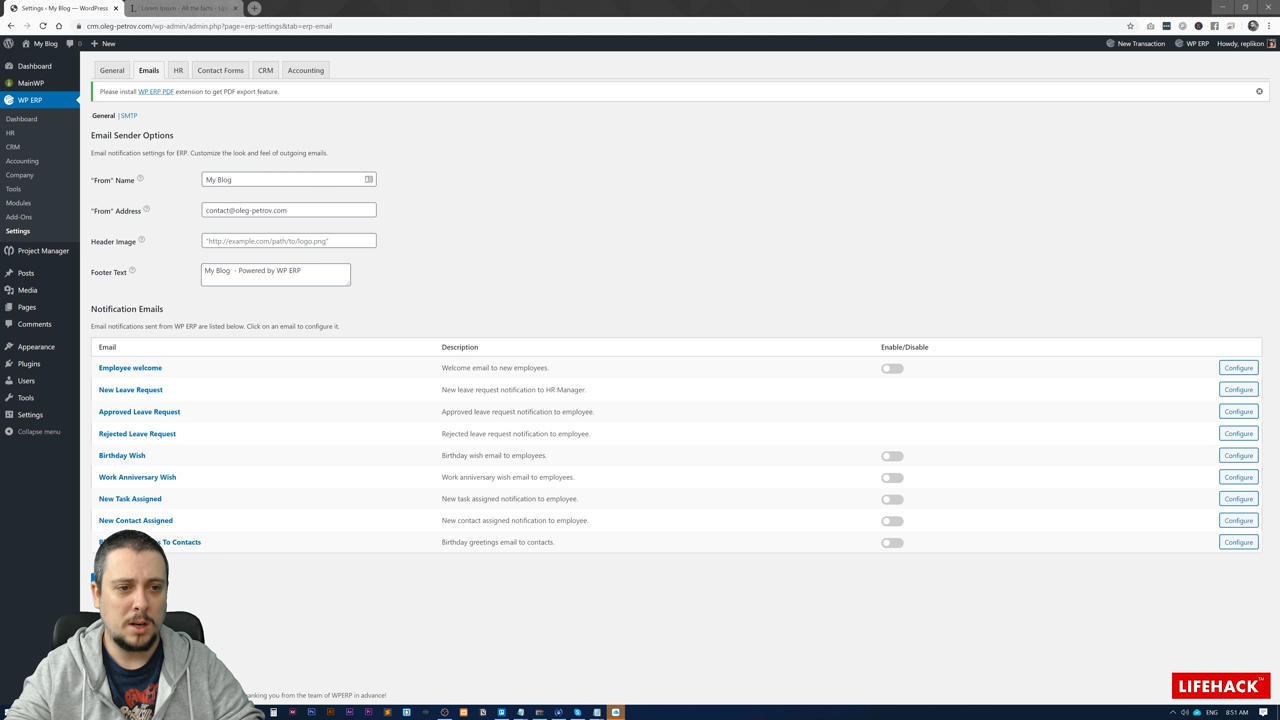 Settings ‹ My Blog — WordPress
Lorem Ipsum - All the facts - Lip
crm.oleg-petrov.com/wp-admin/admin.php?page=erp-settings&tab=erp-email
My Blog 0 New
New Transaction WP ERP Howdy, replikon
Dashboard
MainWP
WP ERP
Dashboard
HR
CRM
Accounting
Company
Tools
Modules
Add-Ons
Settings
Project Manager
Posts
Media
Pages
Comments
Appearance
Plugins
Users
Tools
Settings
Collapse menu
General Emails HR Contact Forms CRM Accounting
Please install WP ERP PDF extension to get PDF export feature.
General | SMTP
Email Sender Options
Email notification settings for ERP. Customize the look and feel of outgoing emails.
"From" Name My Blog
"From" Address contact@oleg-petrov.com
Header Image "http://example.com/path/to/logo.png"
Footer Text My Blog - Powered by WP ERP
Notification Emails
Email notifications sent from WP ERP are listed below. Click on an email to configure it.
Email Description Enable/Disable
Employee welcome Welcome email to new employees. Configure
New Leave Request New leave request notification to HR Manager. Configure
Approved Leave Request Approved leave request notification to employee. Configure
Rejected Leave Request Rejected leave request notification to employee. Configure
Birthday Wish Birthday wish email to employees. Configure
Work Anniversary Wish Work anniversary wish email to employees. Configure
New Task Assigned New task assigned notification to employee. Configure
New Contact Assigned New contact assigned notification to employee. Configure
To Contacts Birthday greetings email to contacts. Configure
LIFEHACK™
anking you from the team of WPERP in advance!
ENG 8:51 AM